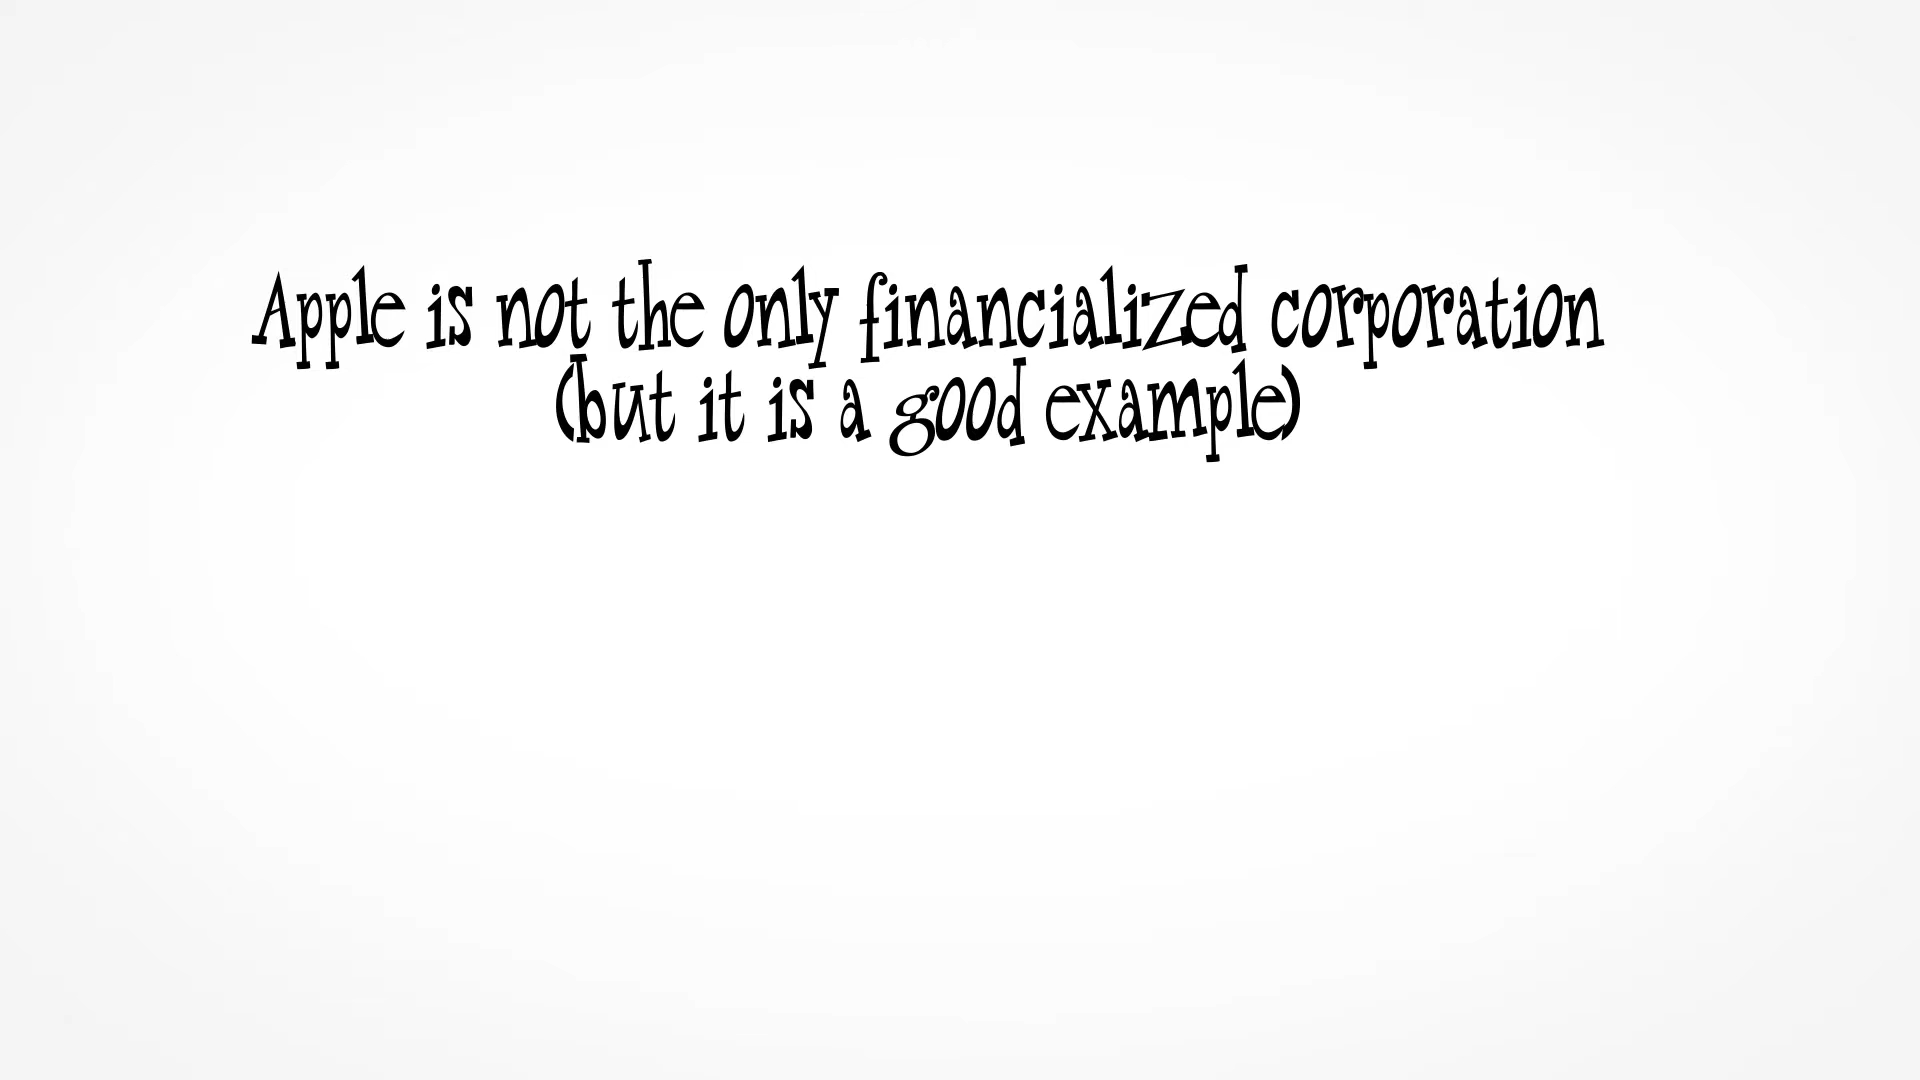 Apple is not the only financialized corporation
(but it is a good example)